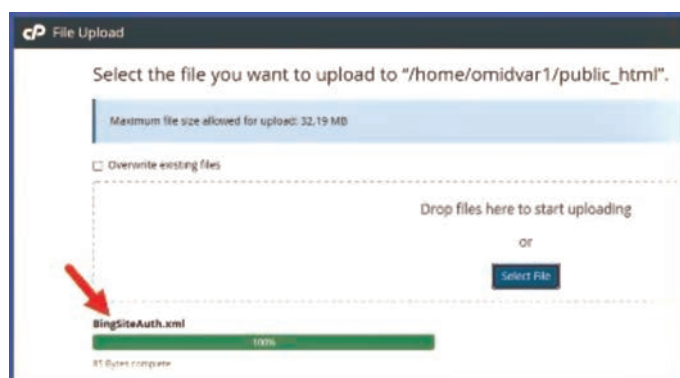 cP File Upload
Select the file you want to upload to “/home/omidvar1/public_html”.
Maximum file size allowed for upload: 32.19 MB
Overwrite existing files
Drop files here to start uploading
or
Select File
BingSiteAuth.xml
100%
85 Bytes complete